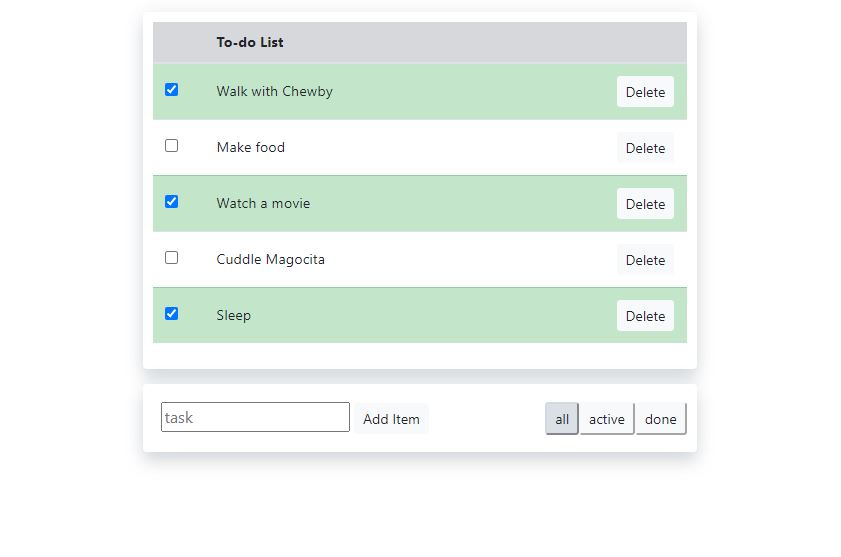 To-do List
Walk with Chewby Delete
Make food Delete
Watch a movie Delete
Cuddle Magocita Delete
Sleep Delete
task Add Item all active done